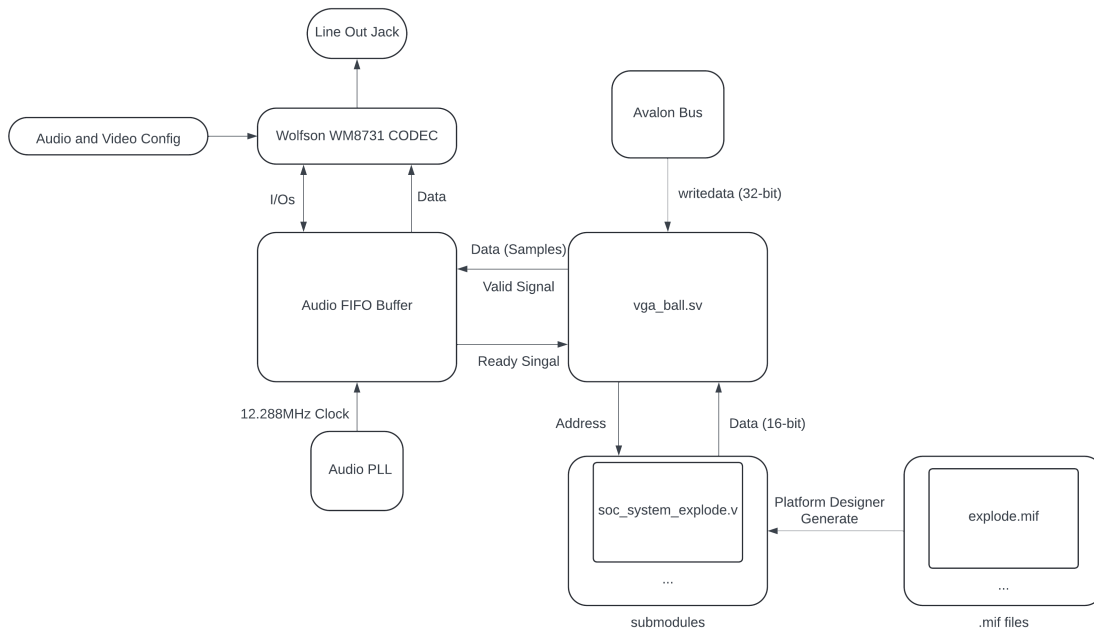 Line Out Jack
Audio and Video Config
Wolfson WM8731 CODEC
Avalon Bus
I/Os
Data
writedata (32-bit)
Data (Samples)
Valid Signal
Audio FIFO Buffer
vga_ball.sv
Ready Singal
12.288MHz Clock
Address
Data (16-bit)
Audio PLL
soc_system_explode.v
...
submodules
Platform Designer
Generate
explode.mif
...
.mif files